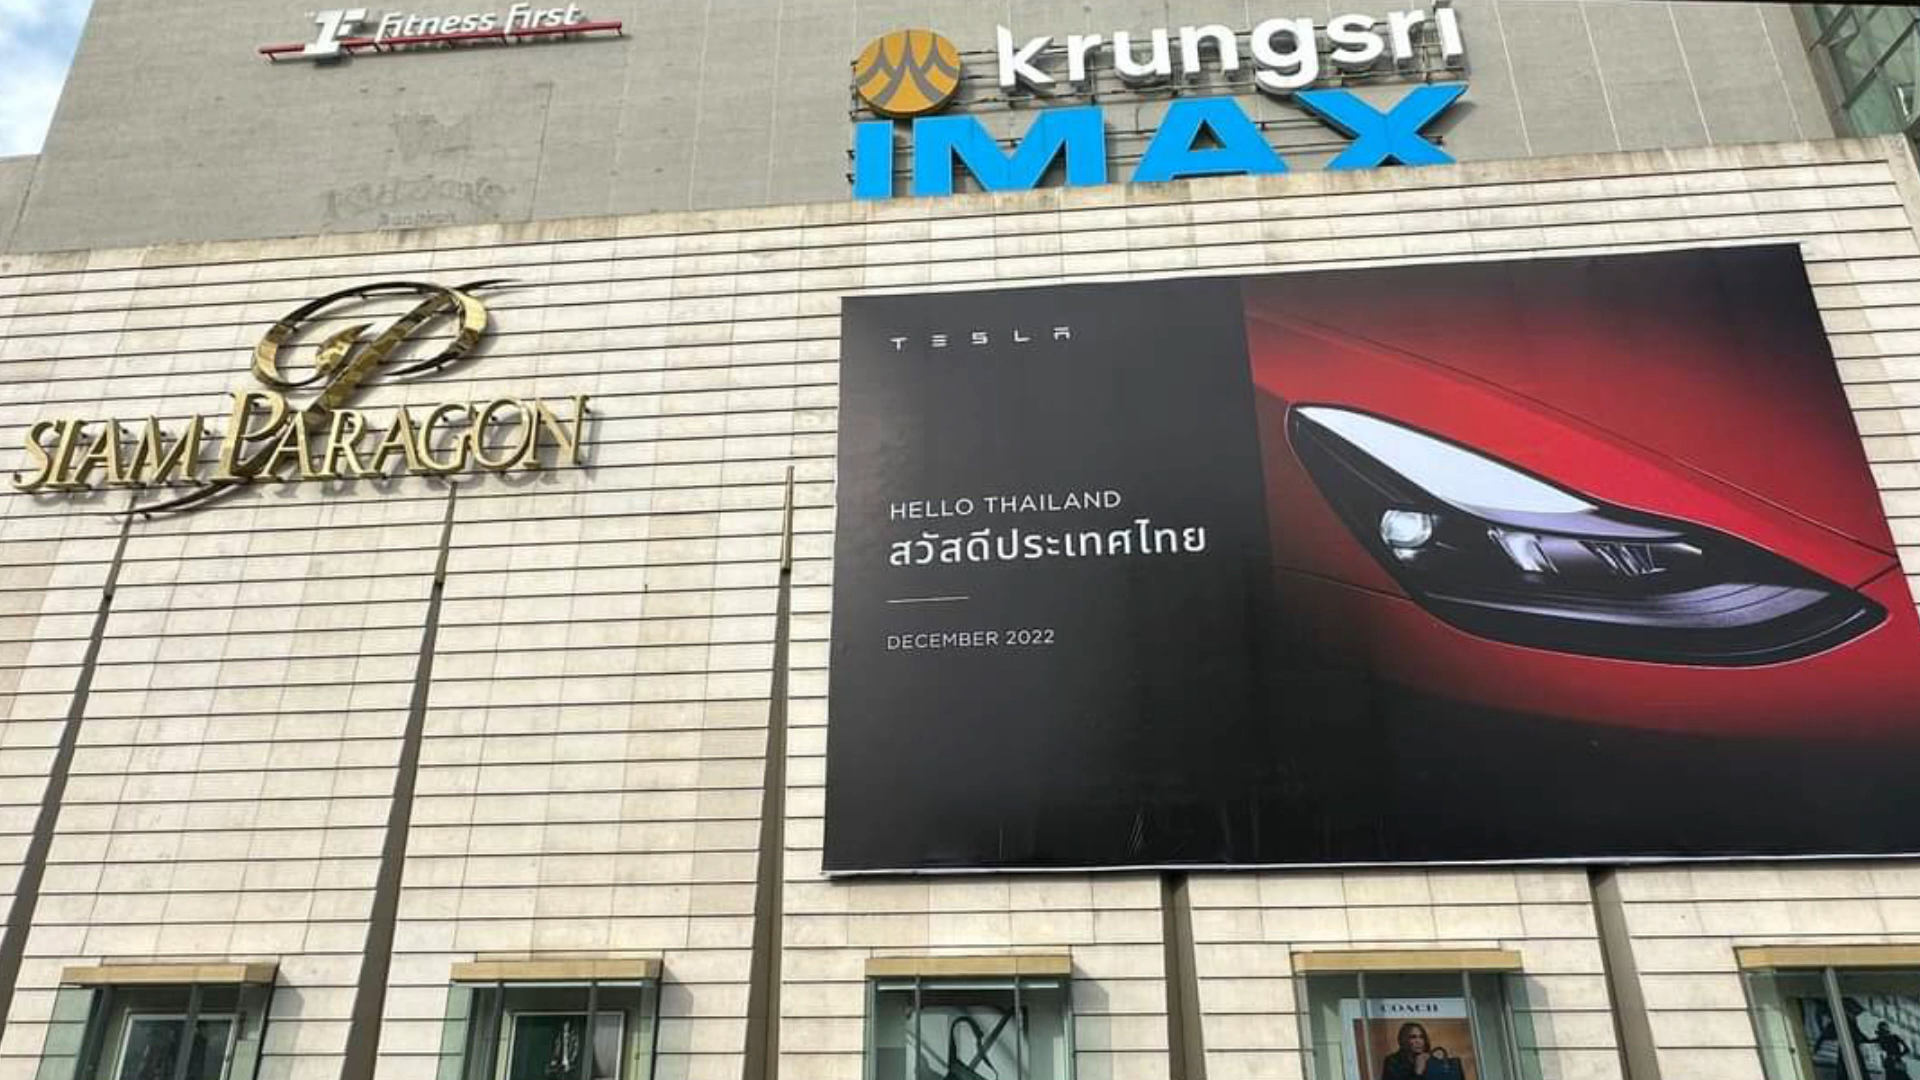 Fitness First
krungsri
IMAX
SIAM PARAGON
TESLA
HELLO THAILAND
สวัสดีประเทศไทย
DECEMBER 2022
COACH